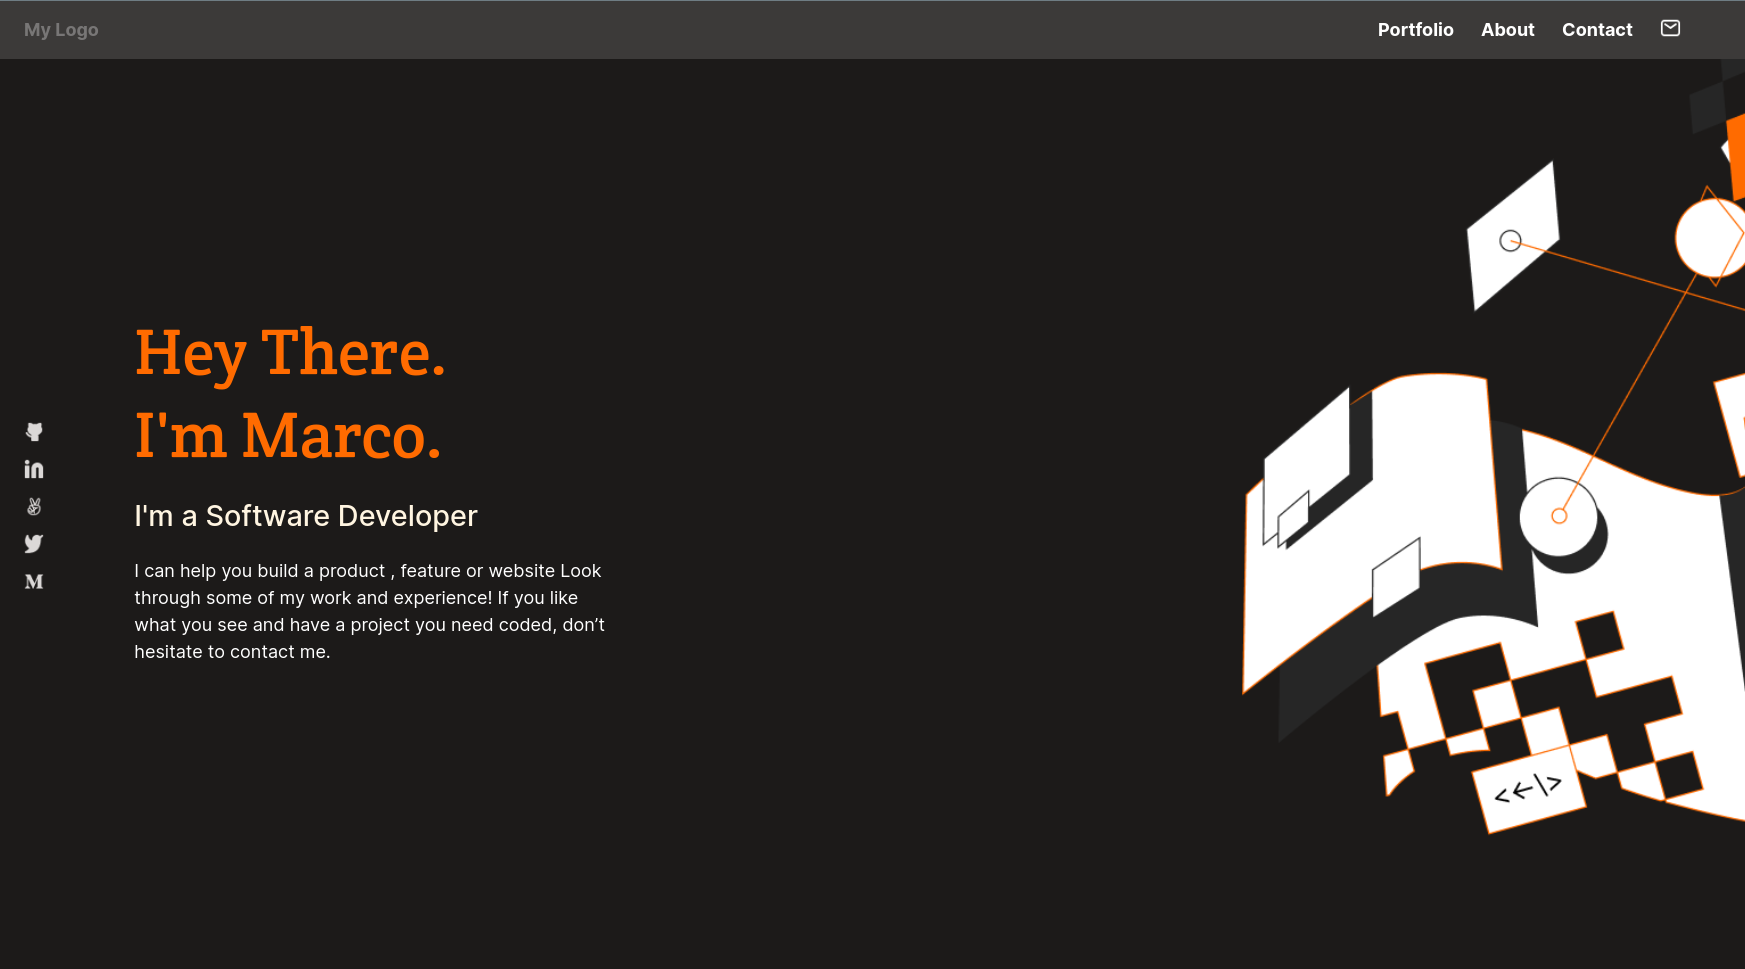 My Logo
Portfolio About Contact
Hey There.
I'm Marco.
I'm a Software Developer
I can help you build a product , feature or website Look
through some of my work and experience! If you like
what you see and have a project you need coded, don’t
hesitate to contact me.
<←\>